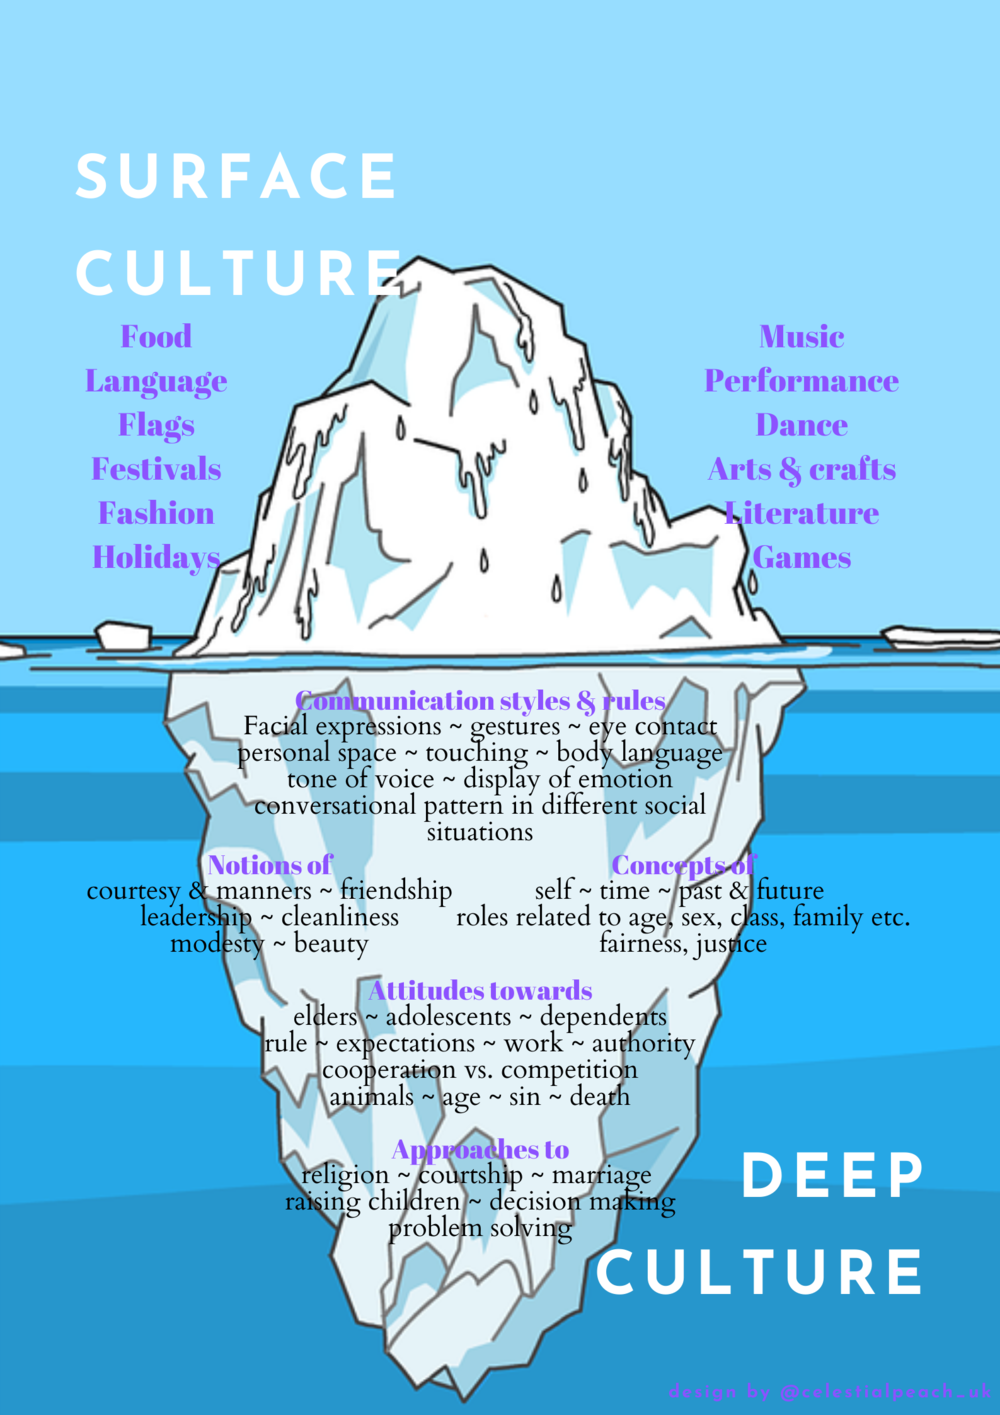 SURFACE
CULTURE
Food
Language
Flags
Festivals
Fashion
Holidays
Music
Performance
Dance
Arts & crafts
Literature
Games
Communication styles & rules
Facial expressions ~ gestures ~ eye contact
personal space ~ touching ~ body language
tone of voice ~ display of emotion
conversational pattern in different social
situations
Notions of
courtesy & manners ~ friendship
leadership ~ cleanliness
modesty ~ beauty
Concepts of
self ~ time ~ past & future
roles related to age, sex, class, family etc.
fairness, justice
Attitudes towards
elders ~ adolescents ~ dependents
rule ~ expectations ~ work ~ authority
cooperation vs. competition
animals ~ age ~ sin ~ death
Approaches to
religion ~ courtship ~ marriage
raising children ~ decision making
problem solving
DEEP
CULTURE
design by @celestialpeach_uk